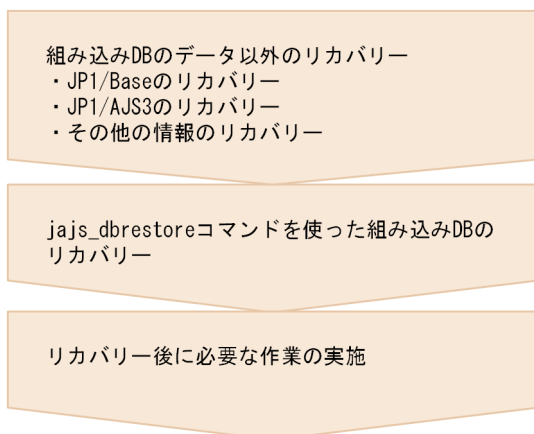 組み込みDBのデータ以外のリカバリー
・JP1/Baseのリカバリー
・JP1/AJS3のリカバリー
・その他の情報のリカバリー
jajs_dbrestoreコマンドを使った組み込みDBの
リカバリー
リカバリー後に必要な作業の実施